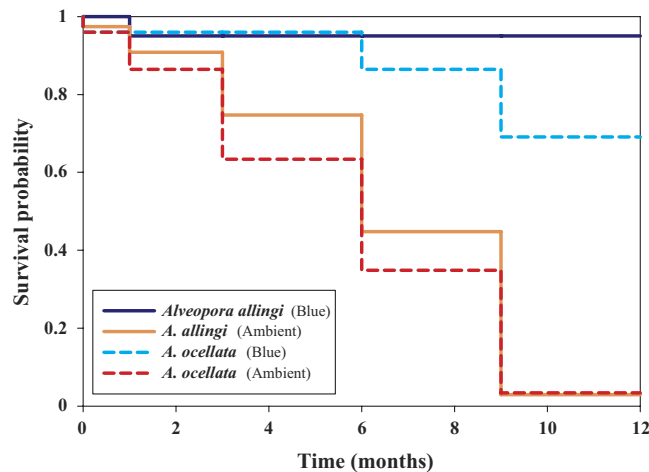 1
0.8
0.6
0.4
0.2
0
Survival probability
Alveopora allingi (Blue)
A. allingi (Ambient)
A. ocellata (Blue)
A. ocellata (Ambient)
0 2 4 6 8 10 12
Time (months)